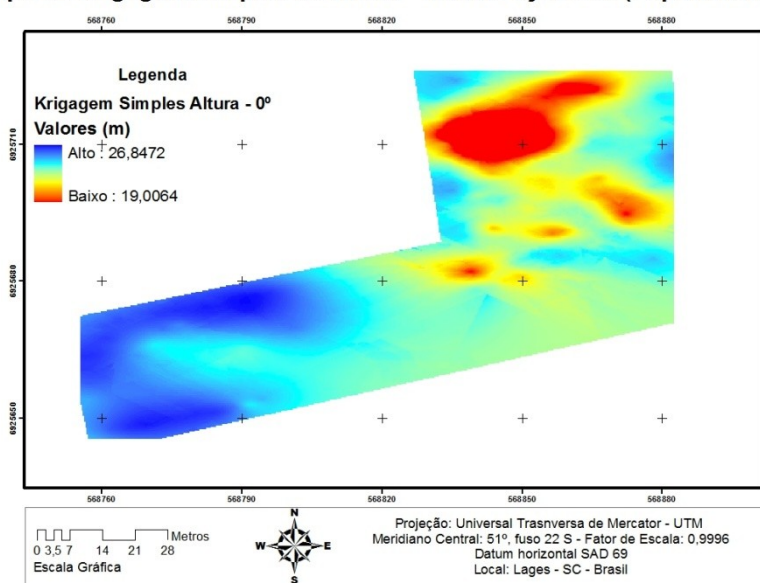 568760 568790 568820 568850 568880
Legenda
Krigagem Simples Altura - 0º
Valores (m)
Alto : 26,8472
Baixo : 19,0064
6925710
6925680
6925650
568760 568790 568820 568850 568880
Metros
0 3,5 7 14 21 28
Escala Gráfica
N
W E
S
Projeção: Universal Trasnversa de Mercator - UTM
Meridiano Central: 51º, fuso 22 S - Fator de Escala: 0,9996
Datum horizontal SAD 69
Local: Lages - SC - Brasil